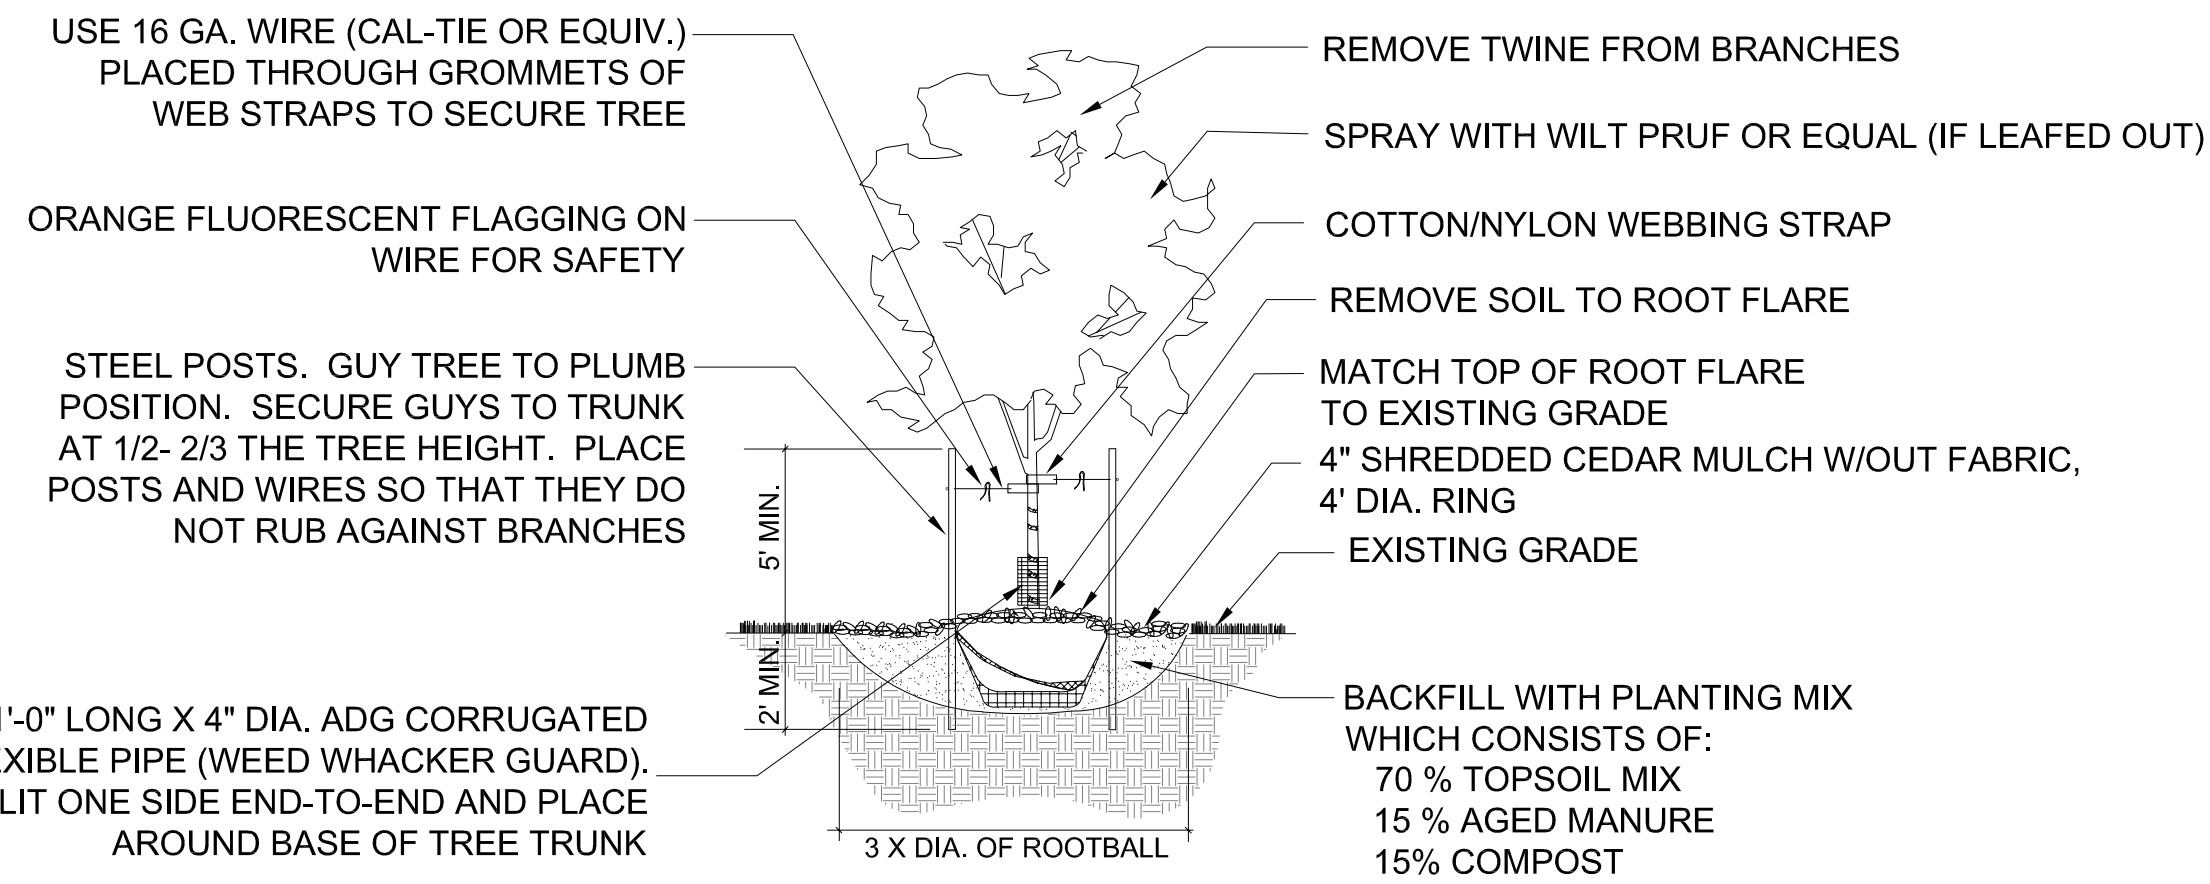 USE 16 GA. WIRE (CAL-TIE OR EQUIV.)
PLACED THROUGH GROMMETS OF
WEB STRAPS TO SECURE TREE
ORANGE FLUORESCENT FLAGGING ON
WIRE FOR SAFETY
STEEL POSTS. GUY TREE TO PLUMB
POSITION. SECURE GUYS TO TRUNK
AT 1/2- 2/3 THE TREE HEIGHT. PLACE
POSTS AND WIRES SO THAT THEY DO
NOT RUB AGAINST BRANCHES
1'-0" LONG X 4" DIA. ADG CORRUGATED
EXIBLE PIPE (WEED WHACKER GUARD).
LIT ONE SIDE END-TO-END AND PLACE
AROUND BASE OF TREE TRUNK
5' MIN.
2' MIN.
3 X DIA. OF ROOTBALL
REMOVE TWINE FROM BRANCHES
SPRAY WITH WILT PRUF OR EQUAL (IF LEAFED OUT)
COTTON/NYLON WEBBING STRAP
REMOVE SOIL TO ROOT FLARE
MATCH TOP OF ROOT FLARE
TO EXISTING GRADE
4" SHREDDED CEDAR MULCH W/OUT FABRIC,
4' DIA. RING
EXISTING GRADE
BACKFILL WITH PLANTING MIX
WHICH CONSISTS OF:
70 % TOPSOIL MIX
15 % AGED MANURE
15% COMPOST